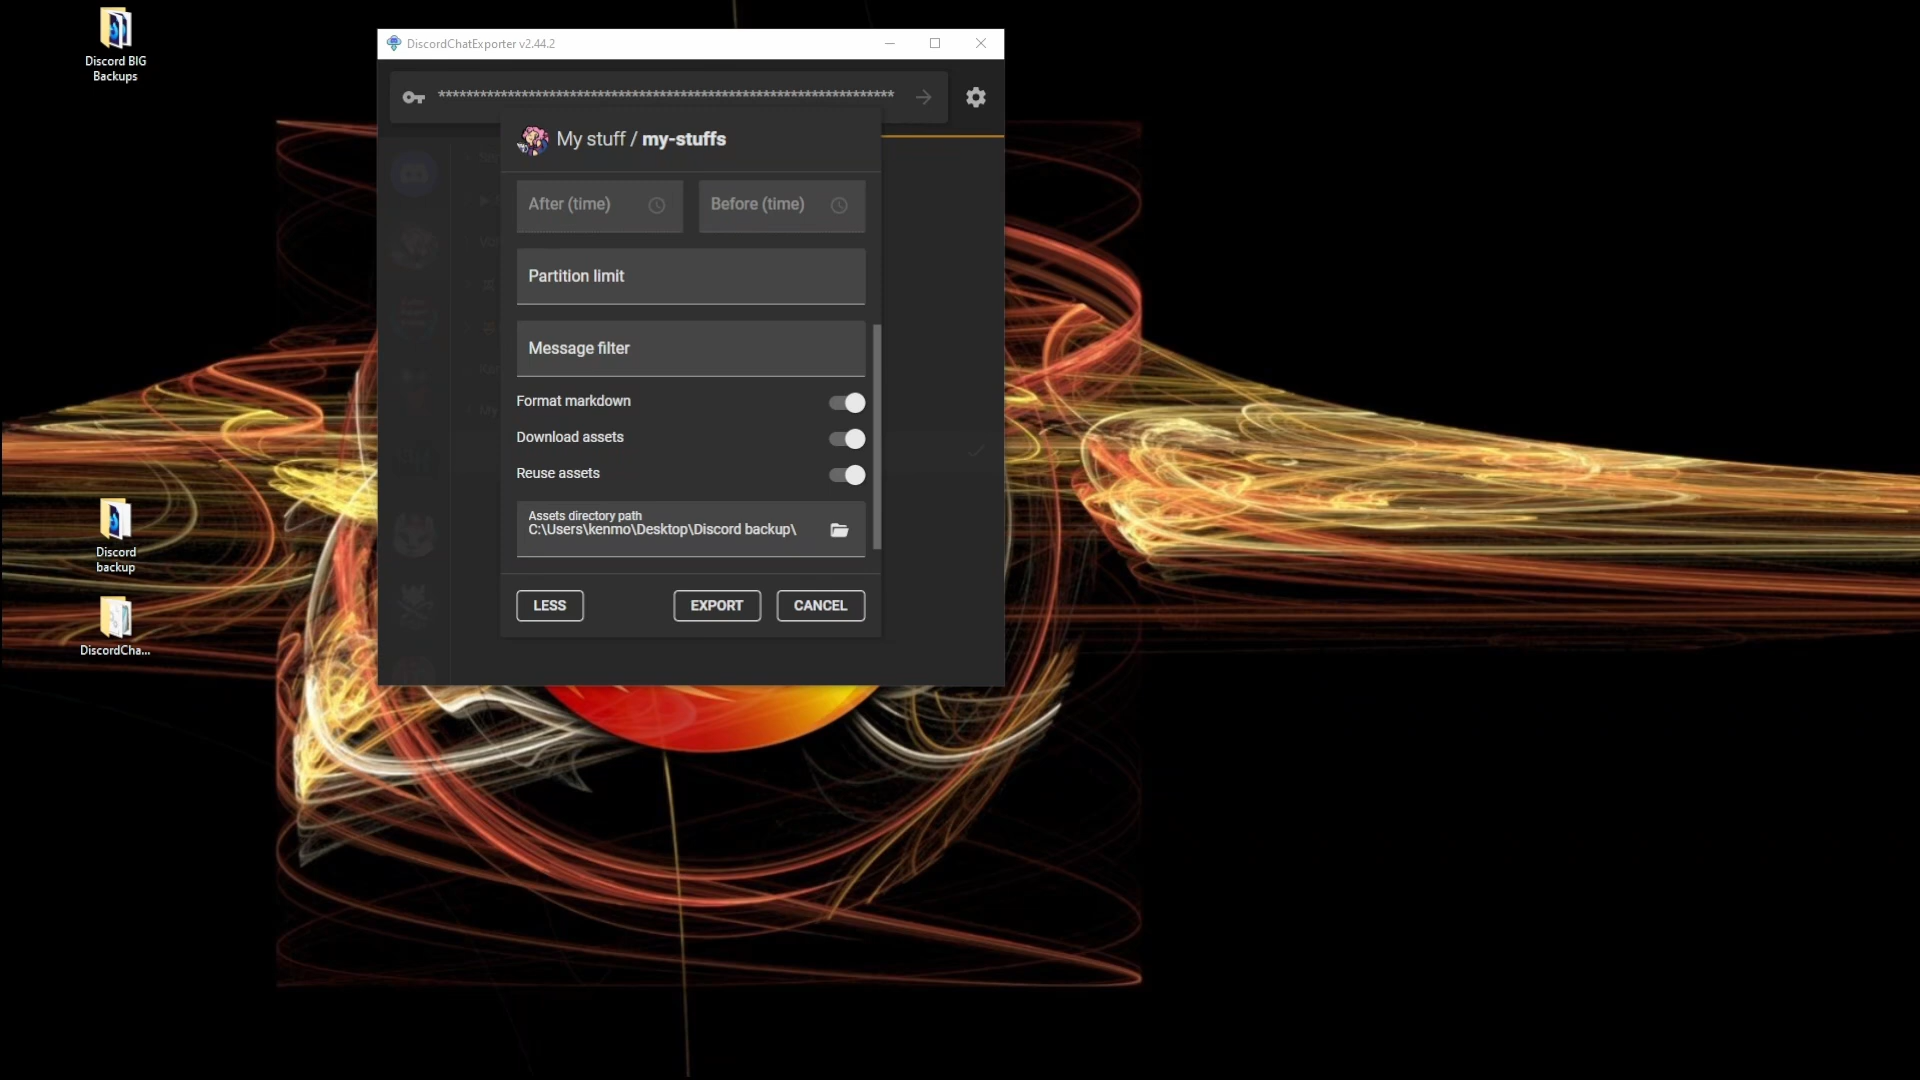 Discord BIG
Backups
DiscordChatExporter v2.44.2
*****************************************************************
My stuff / my-stuffs
After (time)
Before (time)
Partition limit
Message filter
Format markdown
Download assets
Reuse assets
Assets directory path
C:\Users\kenmo\Desktop\Discord backup\
LESS
EXPORT
CANCEL
Discord
backup
DiscordCha...